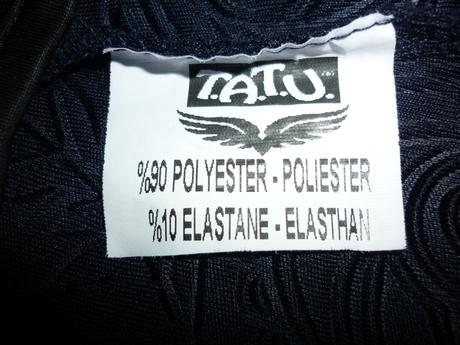 T.A.T.U.
%90 POLYESTER - POLIESTER
%10 ELASTANE - ELASTHAN